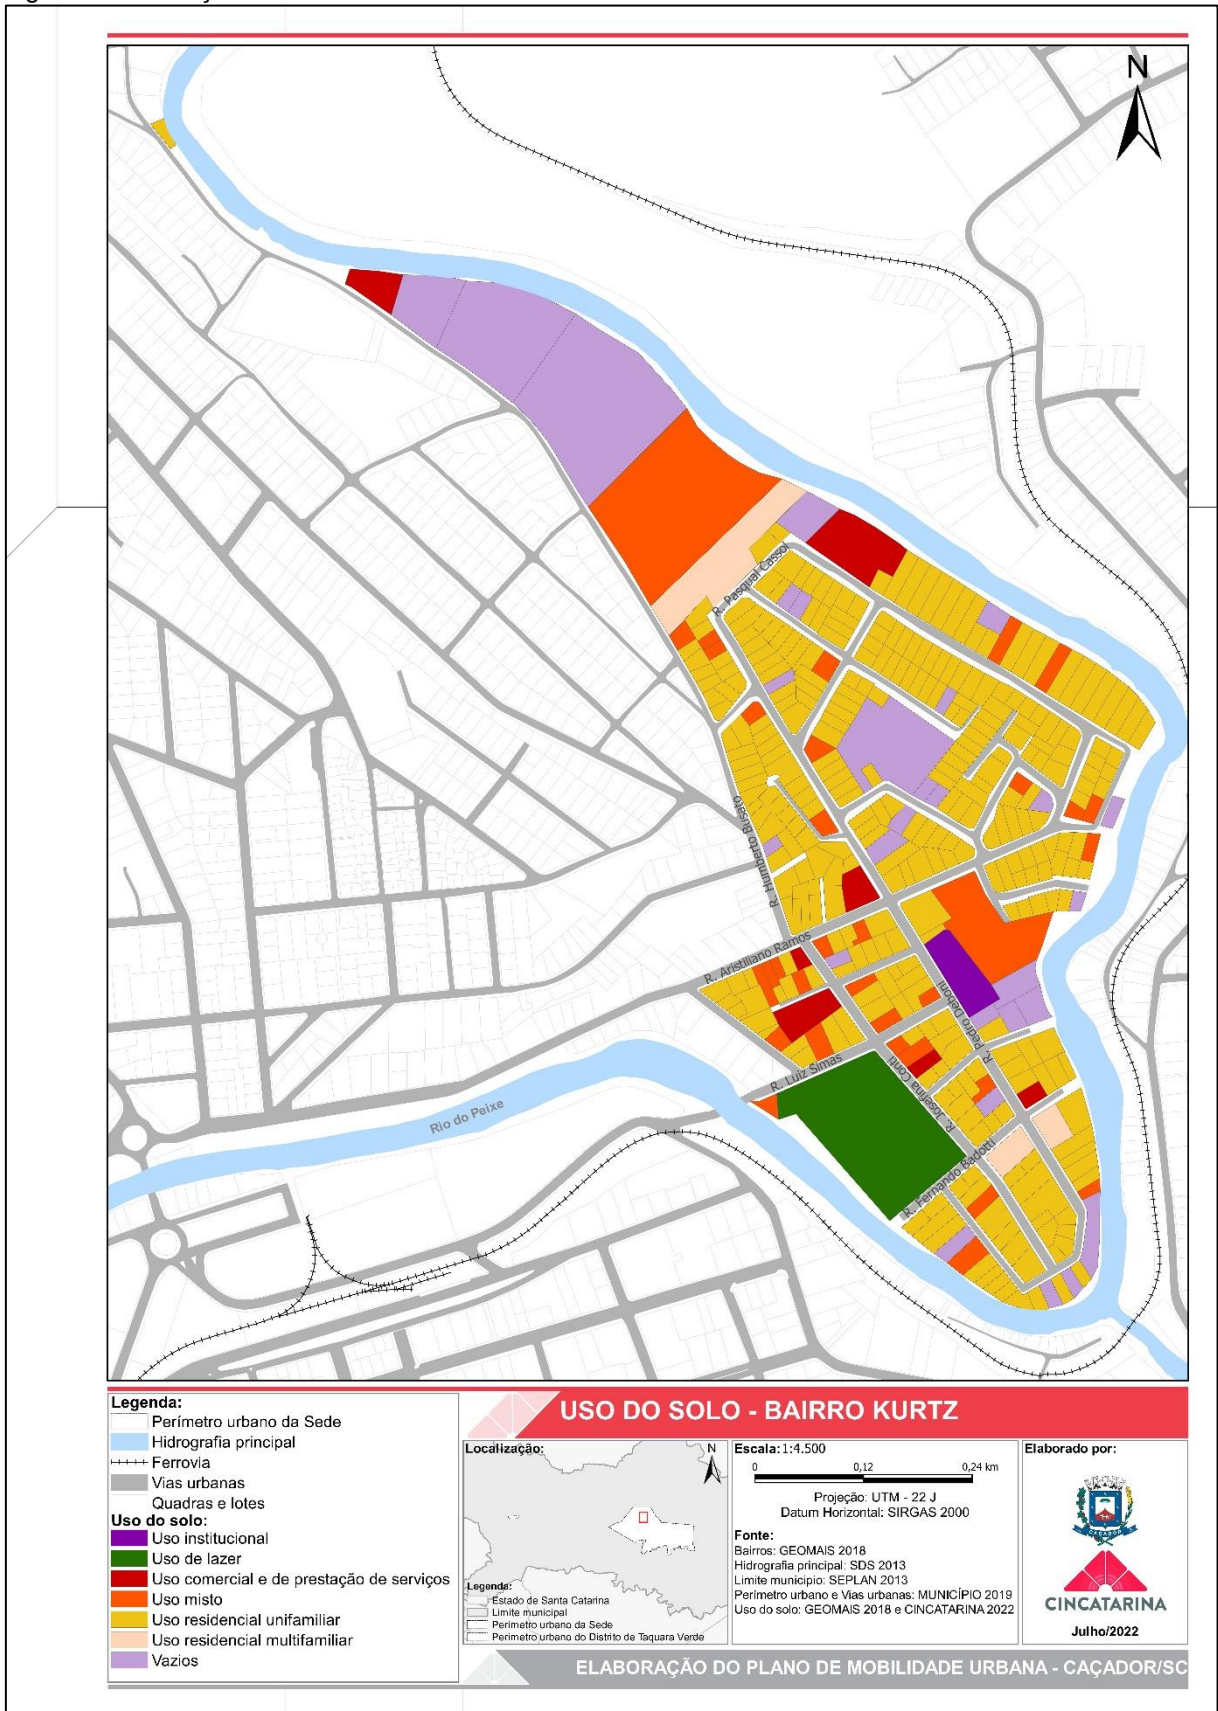 N
R. Pasqual Cassol
R. Humberto Busato
R. Aristiliano Ramos
R. Pedro Deboni
R. Luiz Simas
R. Josefina Conti
Rio do Peixe
R. Fernando Badotti
Legenda:
Perímetro urbano da Sede
Hidrografia principal
Ferrovia
Vias urbanas
Quadras e lotes
Uso do solo:
Uso institucional
Uso de lazer
Uso comercial e de prestação de serviços
Uso misto
Uso residencial unifamiliar
Uso residencial multifamiliar
Vazios
USO DO SOLO - BAIRRO KURTZ
Localização:
N
Legenda:
Estado de Santa Catarina
Limite municipal
Perímetro urbano da Sede
Perímetro urbano do Distrito de Taquara Verde
Escala: 1:4.500
0 0,12 0,24 km
Projeção: UTM - 22 J
Datum Horizontal: SIRGAS 2000
Fonte:
Bairros: GEOMAIS 2018
Hidrografia principal: SDS 2013
Limite município: SEPLAN 2013
Perímetro urbano e Vias urbanas: MUNICÍPIO 2019
Uso do solo: GEOMAIS 2018 e CINCATARINA 2022
Elaborado por:
CAÇADOR
CINCATARINA
Julho/2022
ELABORAÇÃO DO PLANO DE MOBILIDADE URBANA - CAÇADOR/SC